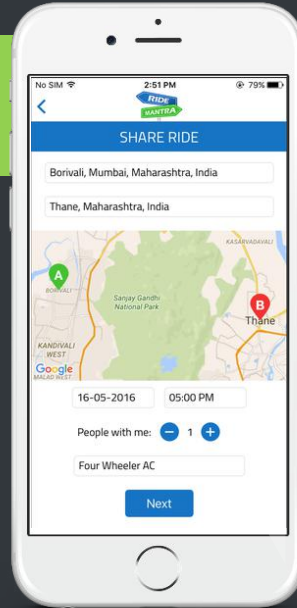 No SIM 2:51 PM 79%
RIDE
MANTRA
SHARE RIDE
Borivali, Mumbai, Maharashtra, India
Thane, Maharashtra, India
KASARVADAVALI
A
BORIVALI
Sanjay Gandhi
National Park
B
Thane
KANDIVALI
WEST
Google
MALAD WEST
16-05-2016 05:00 PM
People with me: 1
Four Wheeler AC
Next